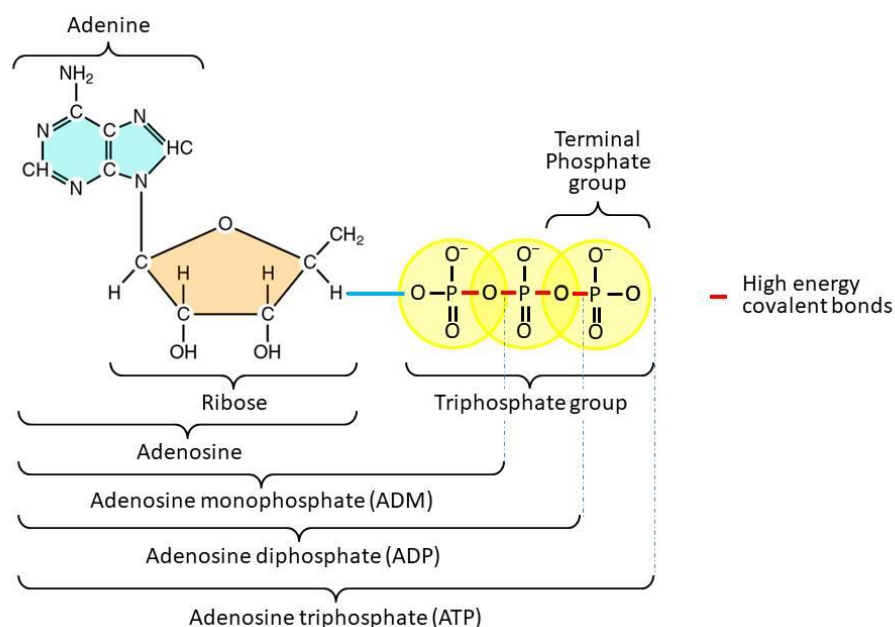 Adenine
NH2
C
N
C
N
HC
CH
N
C
N
Terminal
Phosphate
group
O
CH2
C
C
H
H
H
H
C
C
OH
OH
O⁻
O⁻
O⁻
O
P
O
P
O
P
O
O
O
O
High energy
covalent bonds
Ribose
Triphosphate group
Adenosine
Adenosine monophosphate (ADM)
Adenosine diphosphate (ADP)
Adenosine triphosphate (ATP)